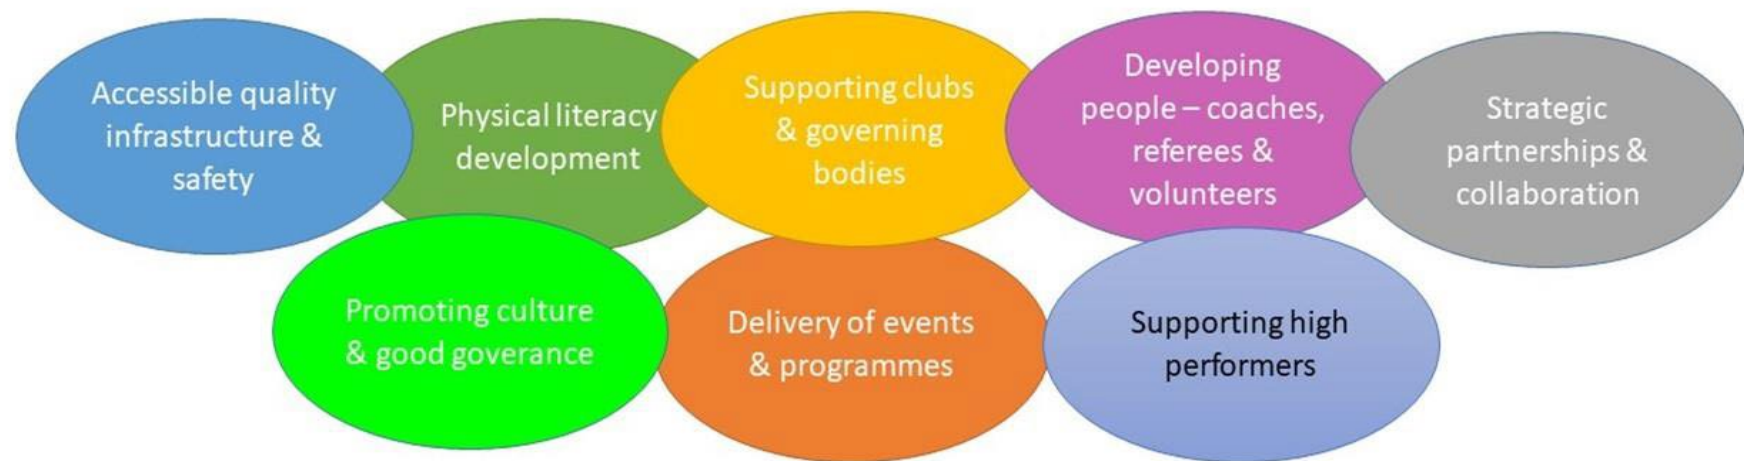 Accessible quality
infrastructure &
safety
Physical literacy
development
Supporting clubs
& governing
bodies
Developing
people – coaches,
referees &
volunteers
Strategic
partnerships &
collaboration
Promoting culture
& good goverance
Delivery of events
& programmes
Supporting high
performers